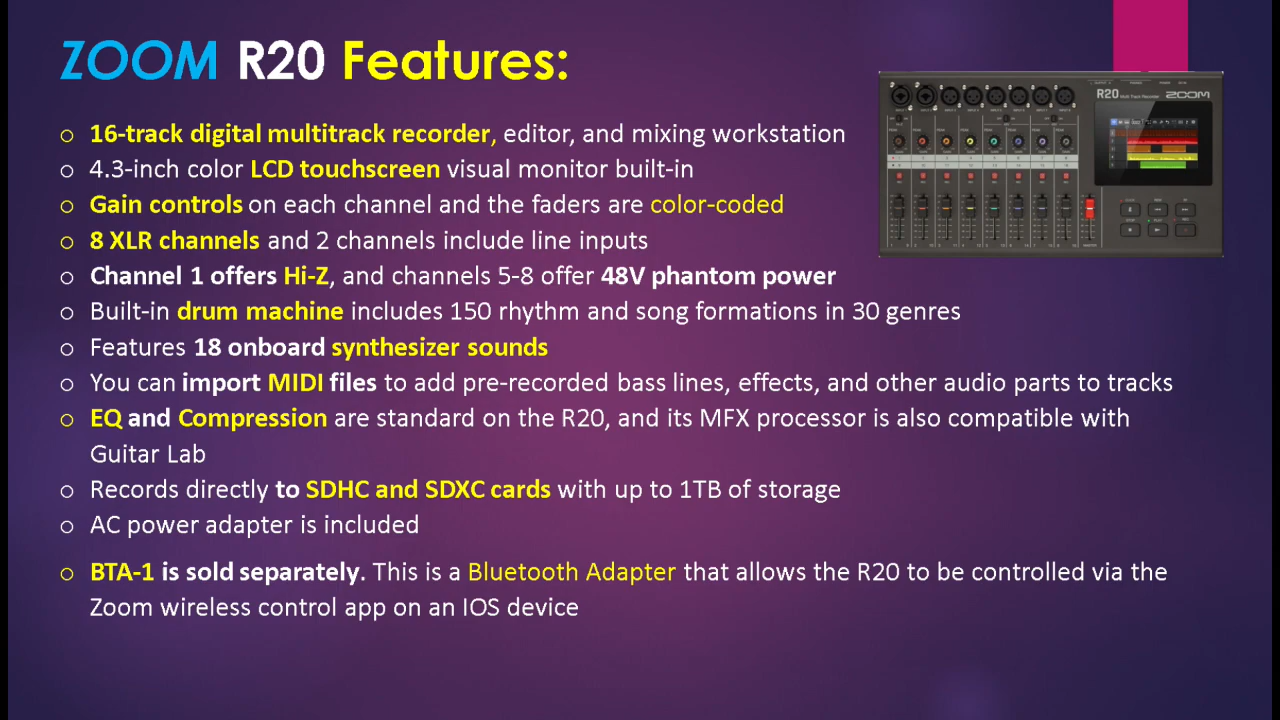 ZOOM R20 Features:
16-track digital multitrack recorder, editor, and mixing workstation
4.3-inch color LCD touchscreen visual monitor built-in
Gain controls on each channel and the faders are color-coded
8 XLR channels and 2 channels include line inputs
Channel 1 offers Hi-Z, and channels 5-8 offer 48V phantom power
Built-in drum machine includes 150 rhythm and song formations in 30 genres
Features 18 onboard synthesizer sounds
You can import MIDI files to add pre-recorded bass lines, effects, and other audio parts to tracks
EQ and Compression are standard on the R20, and its MFX processor is also compatible with
Guitar Lab
Records directly to SDHC and SDXC cards with up to 1TB of storage
AC power adapter is included
BTA-1 is sold separately. This is a Bluetooth Adapter that allows the R20 to be controlled via the
Zoom wireless control app on an IOS device
R20 Multi Track Recorder ZOOM